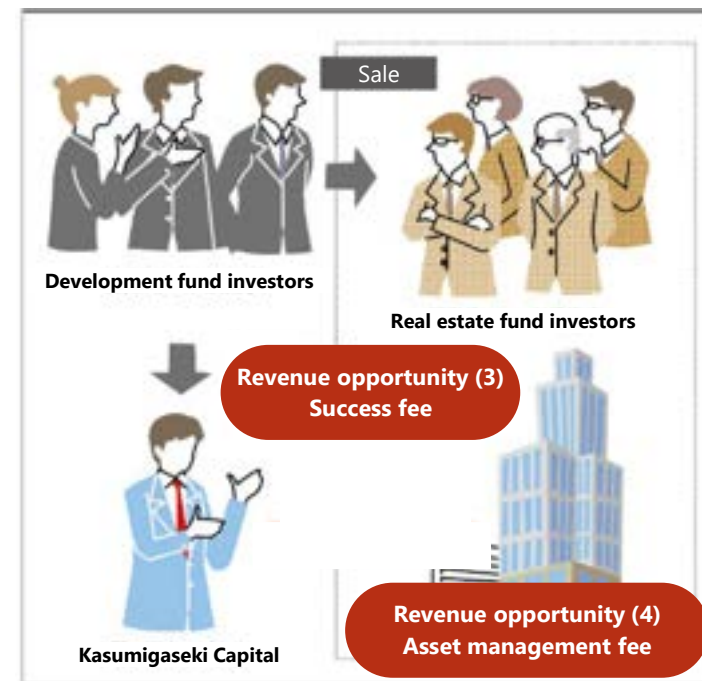 Sale
Development fund investors
Real estate fund investors
Revenue opportunity (3)
Success fee
Revenue opportunity (4)
Asset management fee
Kasumigaseki Capital